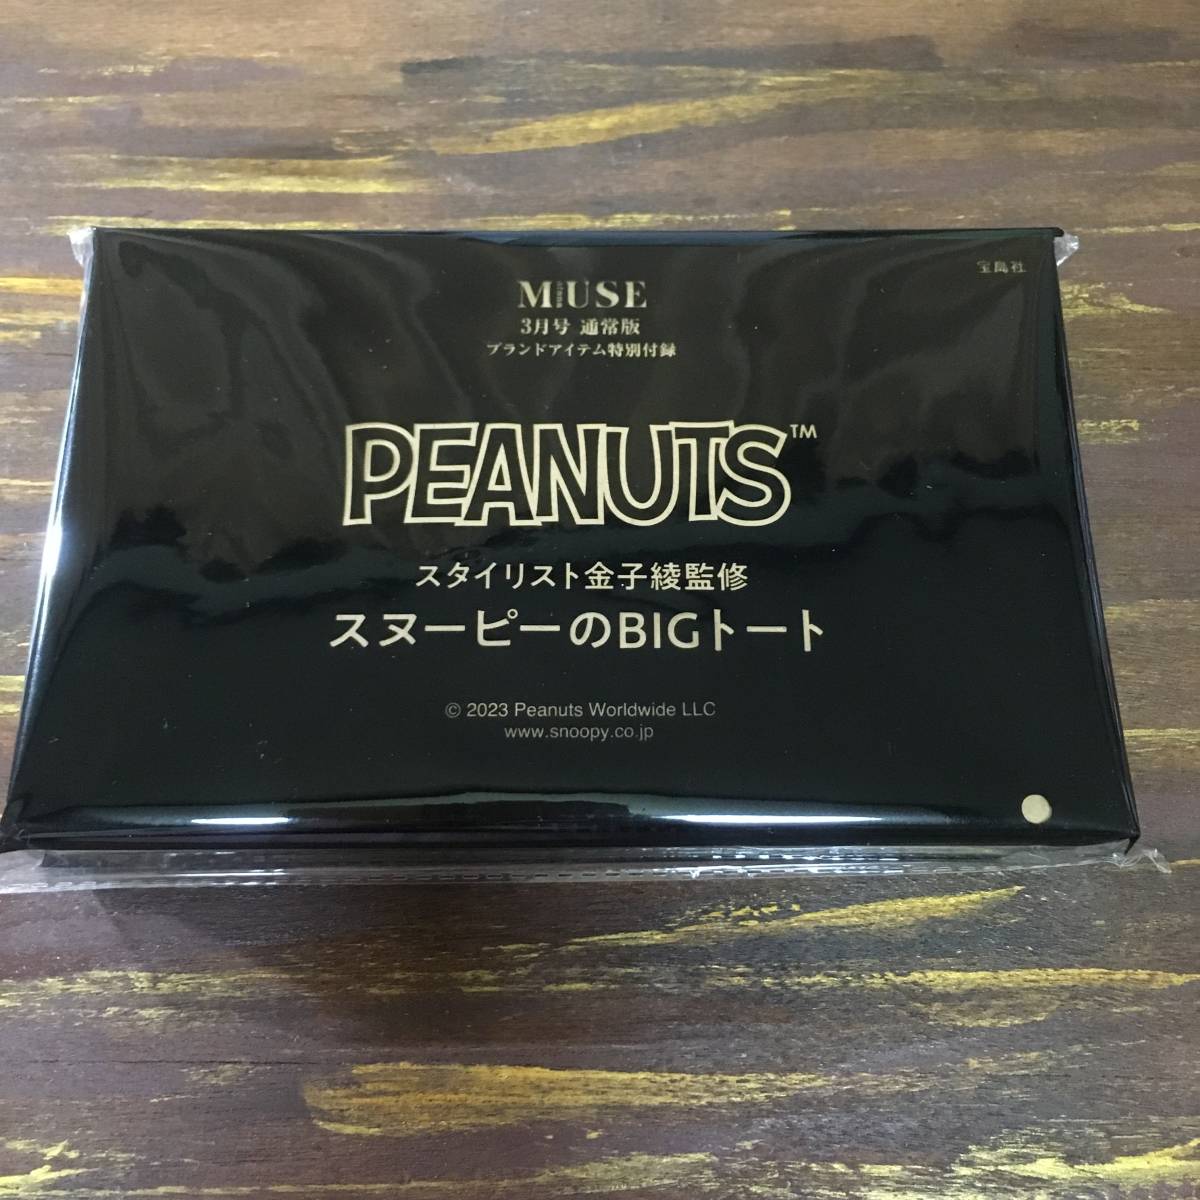 宝島社
MUSE
3月号 通常版
ブランドアイテム特別付録
PEANUTS™
スタイリスト金子綾監修
スヌーピーのBIGトート
© 2023 Peanuts Worldwide LLC
www.snoopy.co.jp